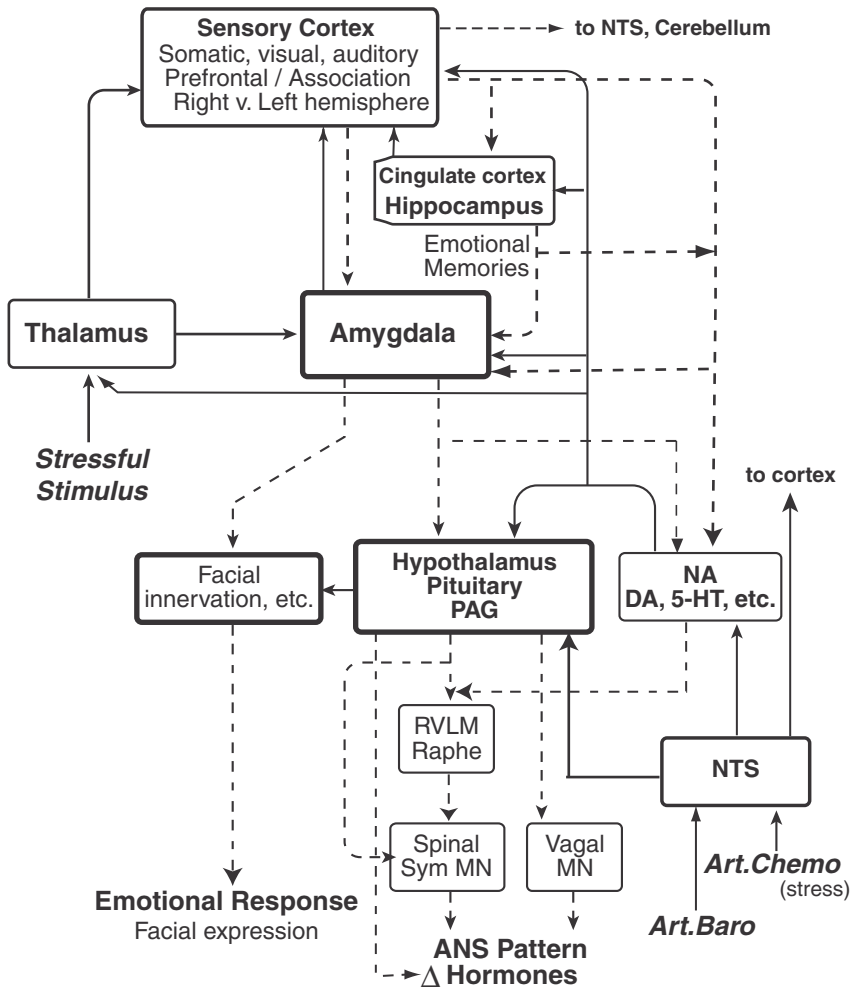 Sensory Cortex
Somatic, visual, auditory
Prefrontal / Association
Right v. Left hemisphere
to NTS, Cerebellum
Cingulate cortex
Hippocampus
Emotional
Memories
Thalamus
Amygdala
Stressful
Stimulus
to cortex
Facial
innervation, etc.
Hypothalamus
Pituitary
PAG
NA
DA, 5-HT, etc.
RVLM
Raphe
NTS
Spinal
Sym MN
Vagal
MN
Art.Chemo
(stress)
Art.Baro
Emotional Response
Facial expression
ANS Pattern
Δ Hormones